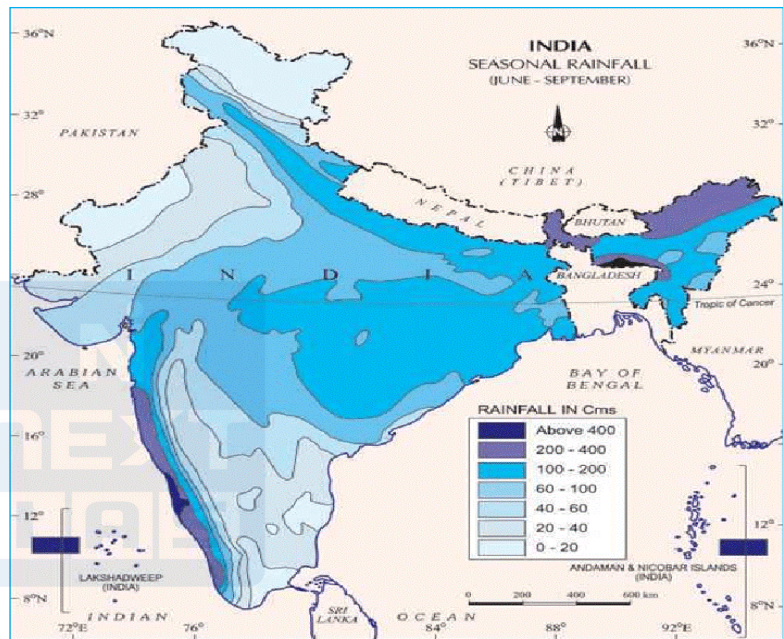 INDIA
SEASONAL RAINFALL
(JUNE - SEPTEMBER)
N
36°N
36°N
32°N
32°N
28°N
28°N
24°N
24°N
20°N
20°N
16°N
12°N
12°N
8°N
8°N
PAKISTAN
CHINA
(TIBET)
NEPAL
BHUTAN
INDIA
BANGLADESH
Tropic of Cancer
MYANMAR
ARABIAN
SEA
BAY OF
BENGAL
RAINFALL IN Cms
Above 400
200 - 400
100 - 200
60 - 100
40 - 60
20 - 40
0 - 20
LAKSHADWEEP
(INDIA)
ANDAMAN & NICOBAR ISLANDS
(INDIA)
0 200 400 600 km
SRI
LANKA
INDIAN OCEAN
72°E
76°
84°
88°
92°E
NEXT
IAS